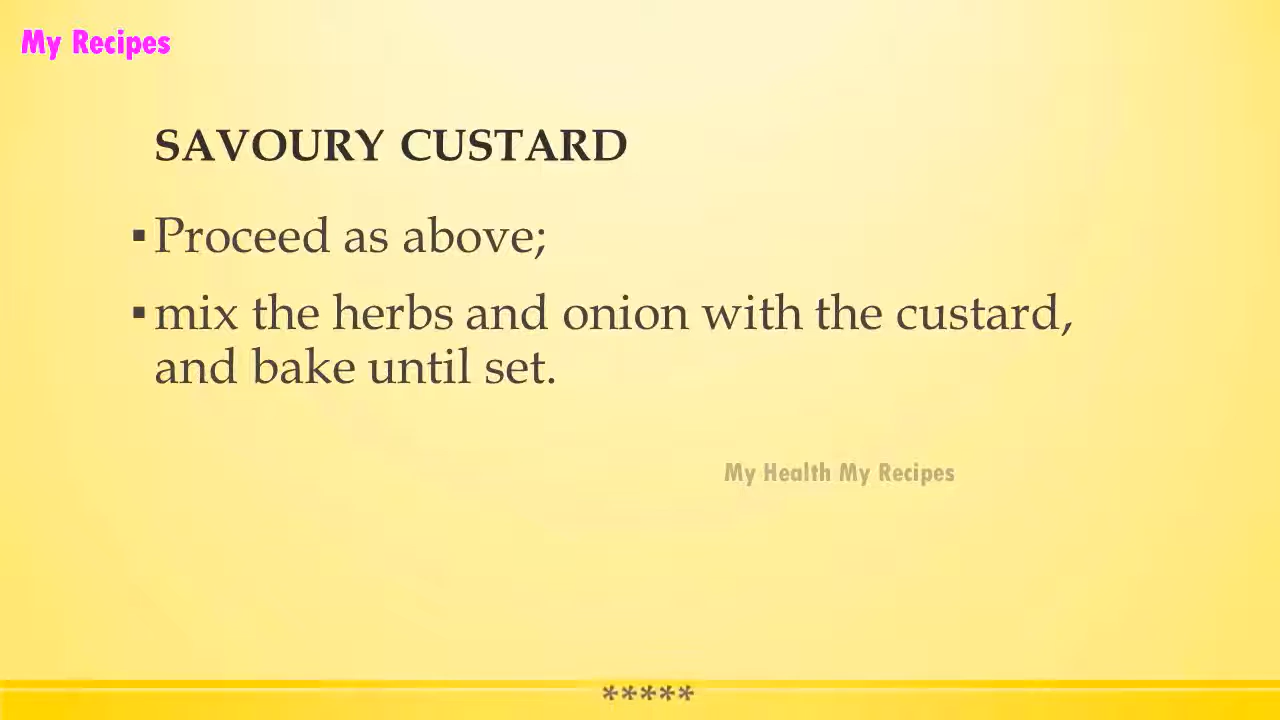 My Recipes
SAVOURY CUSTARD
▪ Proceed as above;
▪ mix the herbs and onion with the custard,
and bake until set.
My Health My Recipes
*****